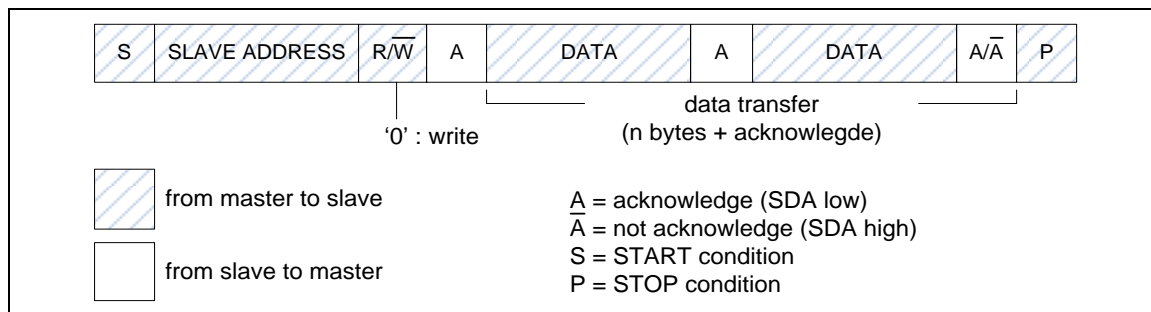 S SLAVE ADDRESS R/W̅ A DATA A DATA A/A̅ P
data transfer
(n bytes + acknowlegde)
‘0’ : write
from master to slave
from slave to master
A = acknowledge (SDA low)
A̅ = not acknowledge (SDA high)
S = START condition
P = STOP condition